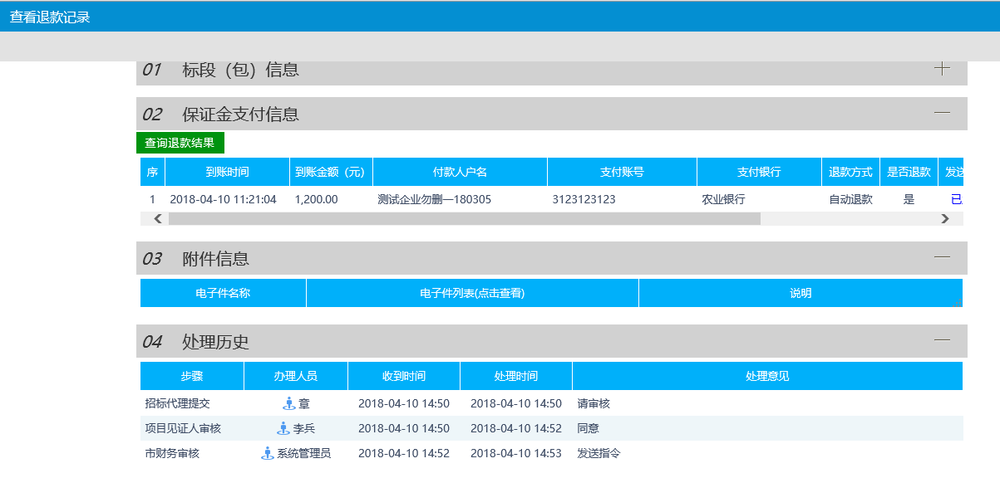 查看退款记录
01 标段（包）信息
02 保证金支付信息
查询退款结果
序 到账时间 到账金额（元） 付款人户名 支付账号 支付银行 退款方式 是否退款 发送
1 2018-04-10 11:21:04 1,200.00 测试企业勿删—180305 3123123123 农业银行 自动退款 是 已
03 附件信息
电子件名称 电子件列表(点击查看) 说明
04 处理历史
步骤 办理人员 收到时间 处理时间 处理意见
招标代理提交 章 2018-04-10 14:50 2018-04-10 14:50 请审核
项目见证人审核 李兵 2018-04-10 14:50 2018-04-10 14:52 同意
市财务审核 系统管理员 2018-04-10 14:52 2018-04-10 14:53 发送指令